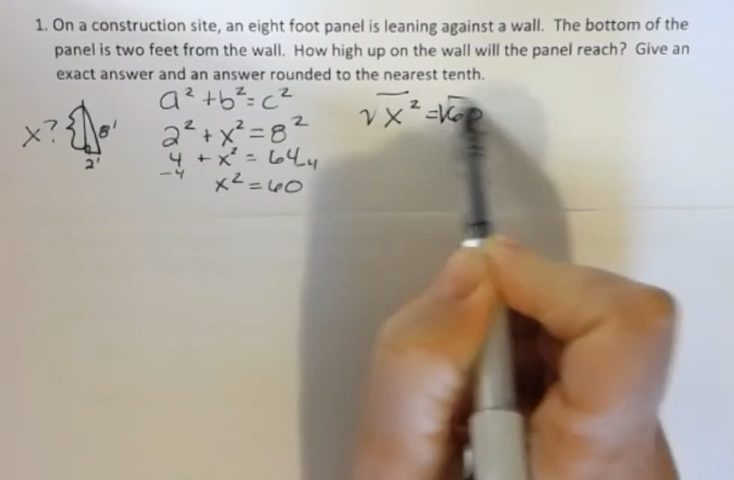 1. On a construction site, an eight foot panel is leaning against a wall. The bottom of the
panel is two feet from the wall. How high up on the wall will the panel reach? Give an
exact answer and an answer rounded to the nearest tenth.
a² + b² = c²
x? 8'
2'
2² + x² = 8²
4 + x² = 64
-4 -4
x² = 60
√x² = √60